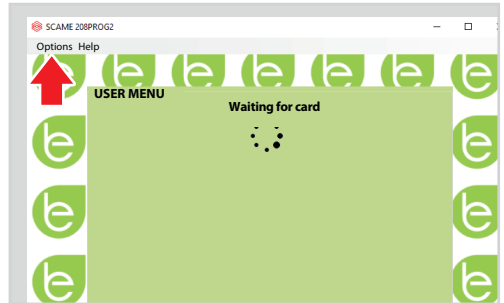 SCAME 208PROG2
Options Help
USER MENU
Waiting for card